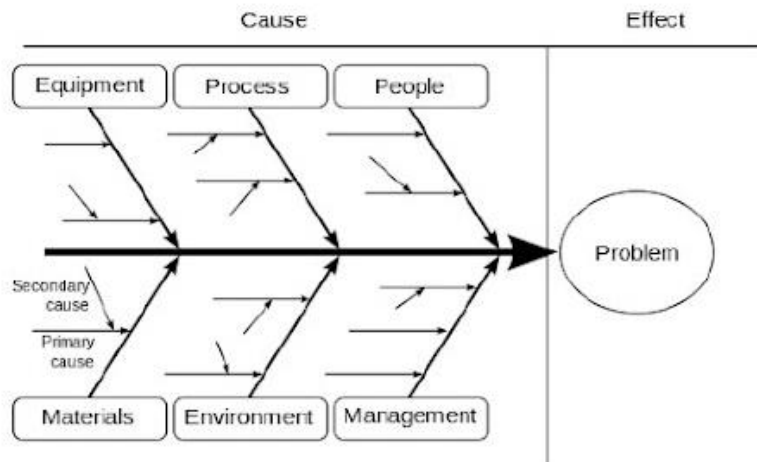 Cause
Effect
Equipment
Process
People
Problem
Secondary
cause
Primary
cause
Materials
Environment
Management